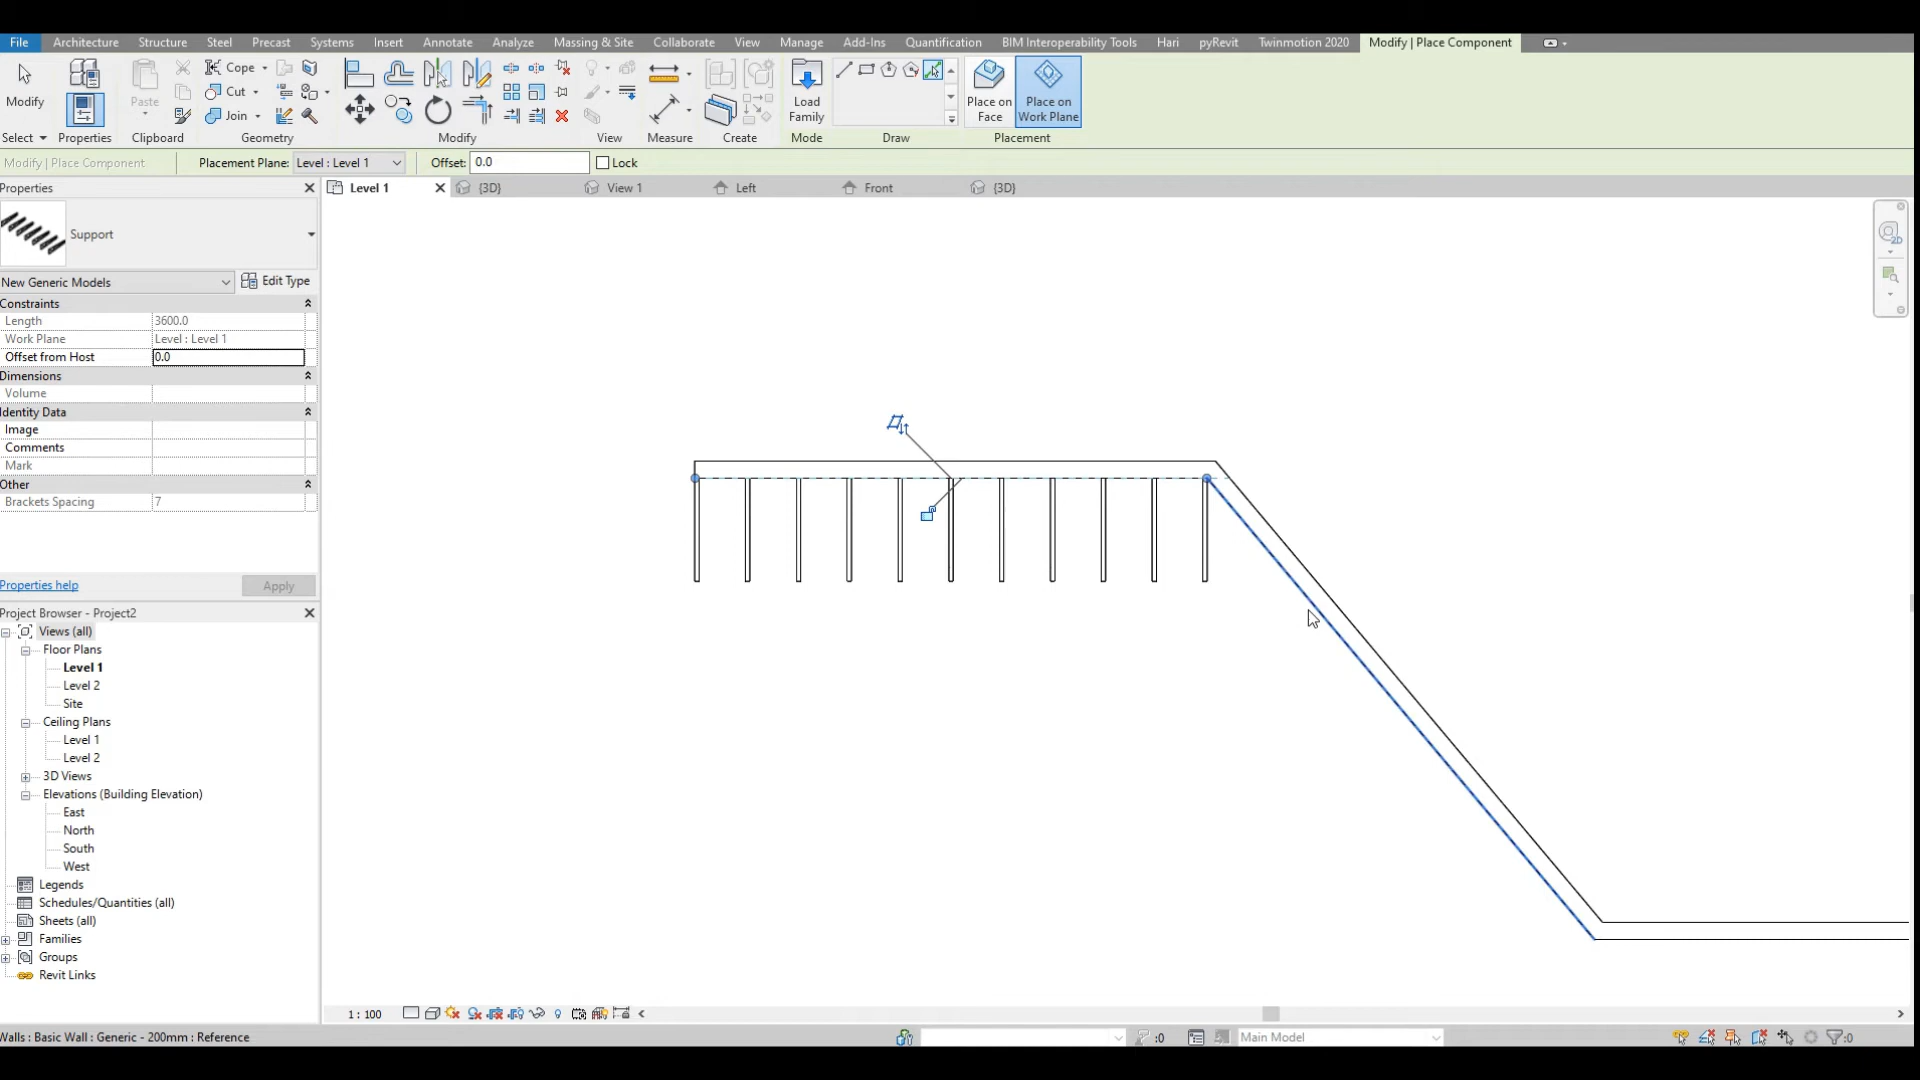 File Architecture Structure Steel Precast Systems Insert Annotate Analyze Massing & Site Collaborate View Manage Add-Ins Quantification BIM Interoperability Tools Hari pyRevit Twinmotion 2020 Modify | Place Component
Modify Paste Cope Cut Join Load Family Place on Face Place on Work Plane
Select Properties Clipboard Geometry Modify View Measure Create Mode Draw Placement
Modify | Place Component Placement Plane: Level : Level 1 Offset: 0.0 Lock
Properties
Level 1 {3D} View 1 Left Front {3D}
2D
Support
New Generic Models Edit Type
Constraints
Length 3600.0
Work Plane Level : Level 1
Offset from Host 0.0
Dimensions
Volume
Identity Data
Image
Comments
Mark
Other
Brackets Spacing 7
Properties help Apply
Project Browser - Project2
Views (all)
Floor Plans
Level 1
Level 2
Site
Ceiling Plans
Level 1
Level 2
3D Views
Elevations (Building Elevation)
East
North
South
West
Legends
Schedules/Quantities (all)
Sheets (all)
Families
Groups
Revit Links
1 : 100
Walls : Basic Wall : Generic - 200mm : Reference :0 Main Model :0